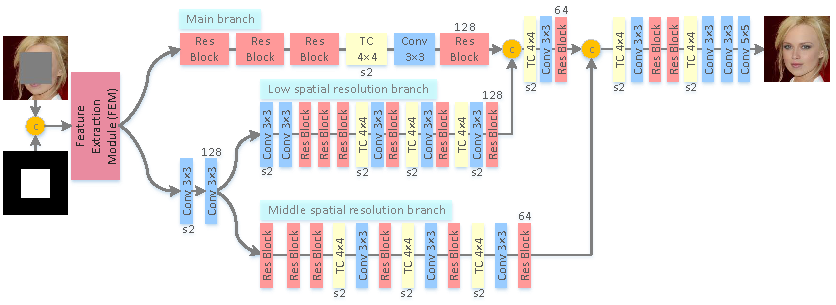 Main branch
Res
Block
Res
Block
Res
Block
TC
4×4
s2
Conv
3×3
128
Res
Block
c
TC 4×4
s2
Conv 3×3
64
Res Block
c
TC 4×4
s2
Conv 3×3
Res Block
Res Block
TC 4×4
s2
Conv 3×3
Conv 3×3
Conv 5×5
c
Feature
Extraction
Module (FEM)
Conv 3×3
s2
128
Conv 3×3
Low spatial resolution branch
Conv 3×3
s2
Conv 3×3
Res Block
Res Block
Res Block
TC 4×4
s2
Conv 3×3
Res Block
TC 4×4
s2
Conv 3×3
Res Block
TC 4×4
Conv 3×3
s2
128
Res Block
Middle spatial resolution branch
Res Block
Res Block
Res Block
TC 4×4
s2
Conv 3×3
Res Block
TC 4×4
s2
Conv 3×3
Res Block
TC 4×4
s2
Conv 3×3
64
Res Block